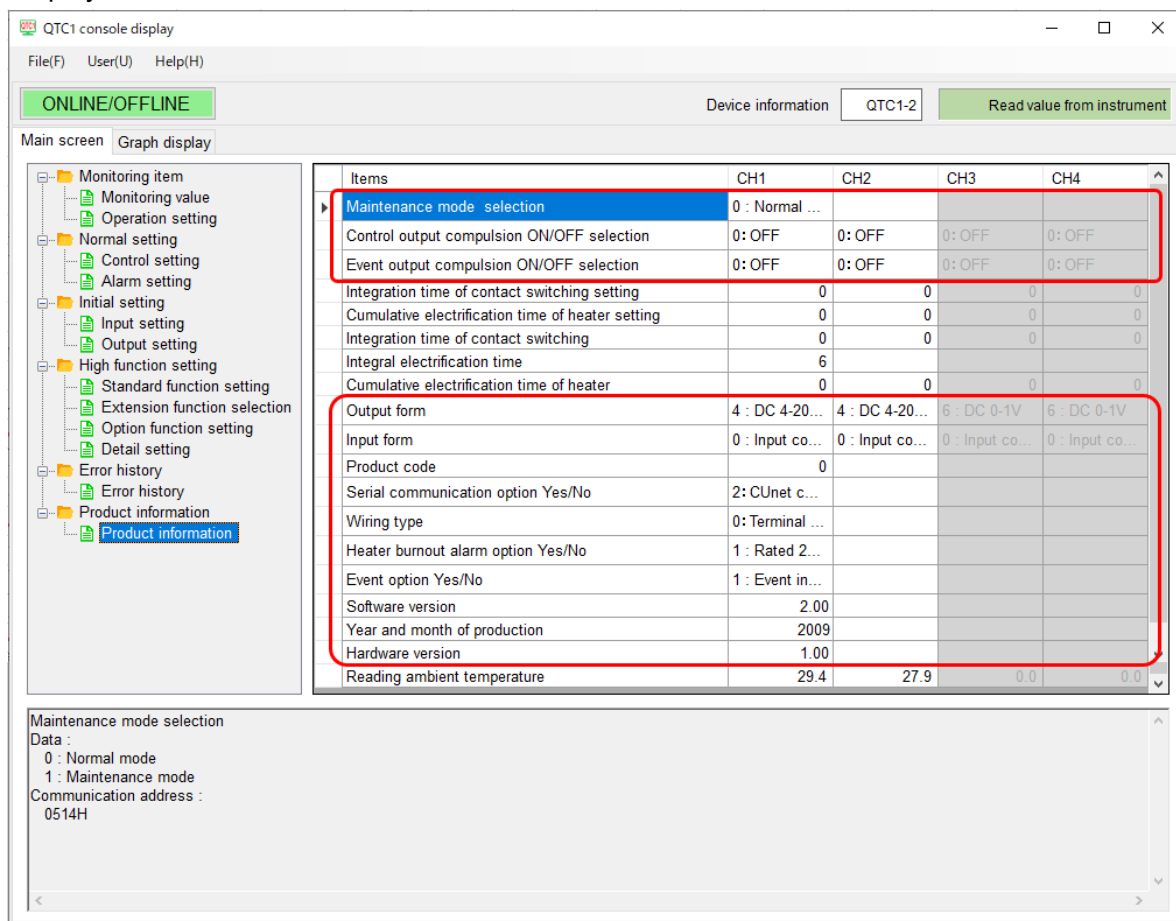 QTC1 console display
File(F) User(U) Help(H)
ONLINE/OFFLINE Device information QTC1-2 Read value from instrument
Main screen Graph display
Monitoring item
Monitoring value
Operation setting
Normal setting
Control setting
Alarm setting
Initial setting
Input setting
Output setting
High function setting
Standard function setting
Extension function selection
Option function setting
Detail setting
Error history
Error history
Product information
Product information
Items CH1 CH2 CH3 CH4
Maintenance mode selection 0 : Normal ...
Control output compulsion ON/OFF selection 0: OFF 0: OFF 0: OFF 0: OFF
Event output compulsion ON/OFF selection 0: OFF 0: OFF 0: OFF 0: OFF
Integration time of contact switching setting 0 0 0 0
Cumulative electrification time of heater setting 0 0 0 0
Integration time of contact switching 0 0 0 0
Integral electrification time 6
Cumulative electrification time of heater 0 0 0 0
Output form 4 : DC 4-20... 4 : DC 4-20... 6 : DC 0-1V 6 : DC 0-1V
Input form 0 : Input co... 0 : Input co... 0 : Input co... 0 : Input co...
Product code 0
Serial communication option Yes/No 2: CUnet c...
Wiring type 0: Terminal ...
Heater burnout alarm option Yes/No 1 : Rated 2...
Event option Yes/No 1 : Event in...
Software version 2.00
Year and month of production 2009
Hardware version 1.00
Reading ambient temperature 29.4 27.9 0.0 0.0
Maintenance mode selection
Data :
0 : Normal mode
1 : Maintenance mode
Communication address :
0514H